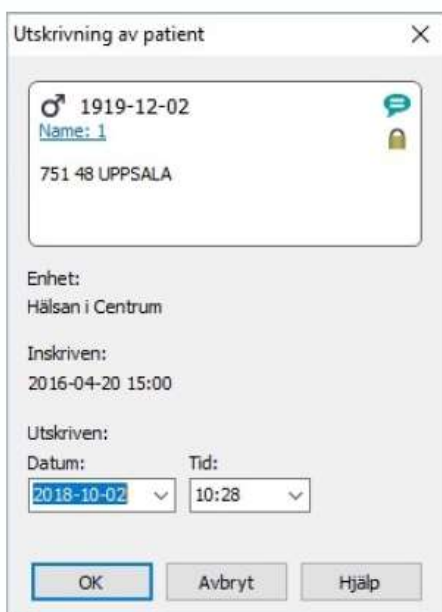 Utskrivning av patient
1919-12-02
Name: 1
751 48 UPPSALA
Enhet:
Hälsan i Centrum
Inskriven:
2016-04-20 15:00
Utskriven:
Datum: Tid:
2018-10-02 10:28
OK Avbryt Hjälp